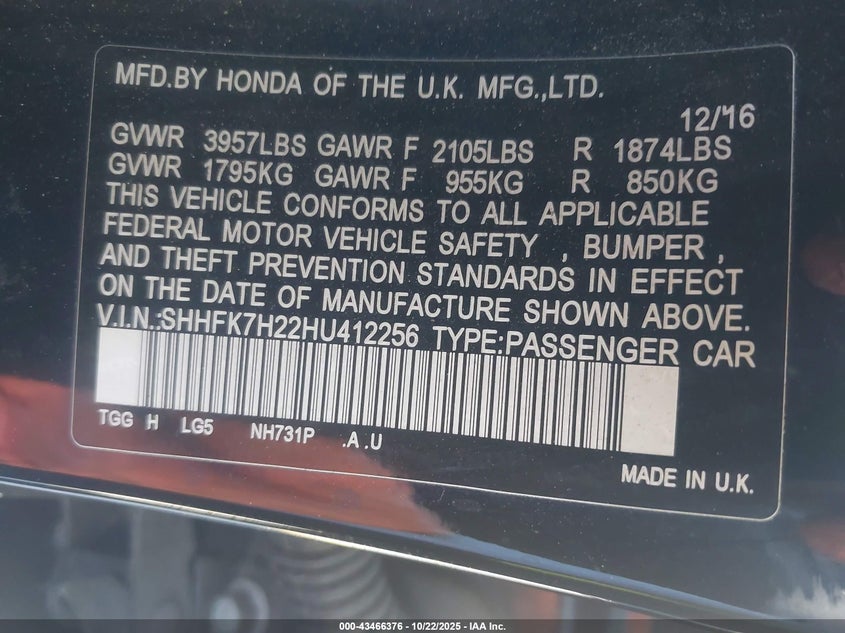 MFD.BY HONDA OF THE U.K. MFG.,LTD.
12/'16
GVWR 3957LBS GAWR F 2105LBS R 1874LBS
GVWR 1795KG GAWR F 955KG R 850KG
THIS VEHICLE CONFORMS TO ALL APPLICABLE
FEDERAL MOTOR VEHICLE SAFETY , BUMPER ,
AND THEFT PREVENTION STANDARDS IN EFFECT
ON THE DATE OF MANUFACTURE SHOWN ABOVE.
V.I.N.:SHHFK7H22HU412256 TYPE:PASSENGER CAR
TGG H LG5 NH731P .A .U
MADE IN U.K.
000-43466376 - 10/22/2025 - IAA Inc.